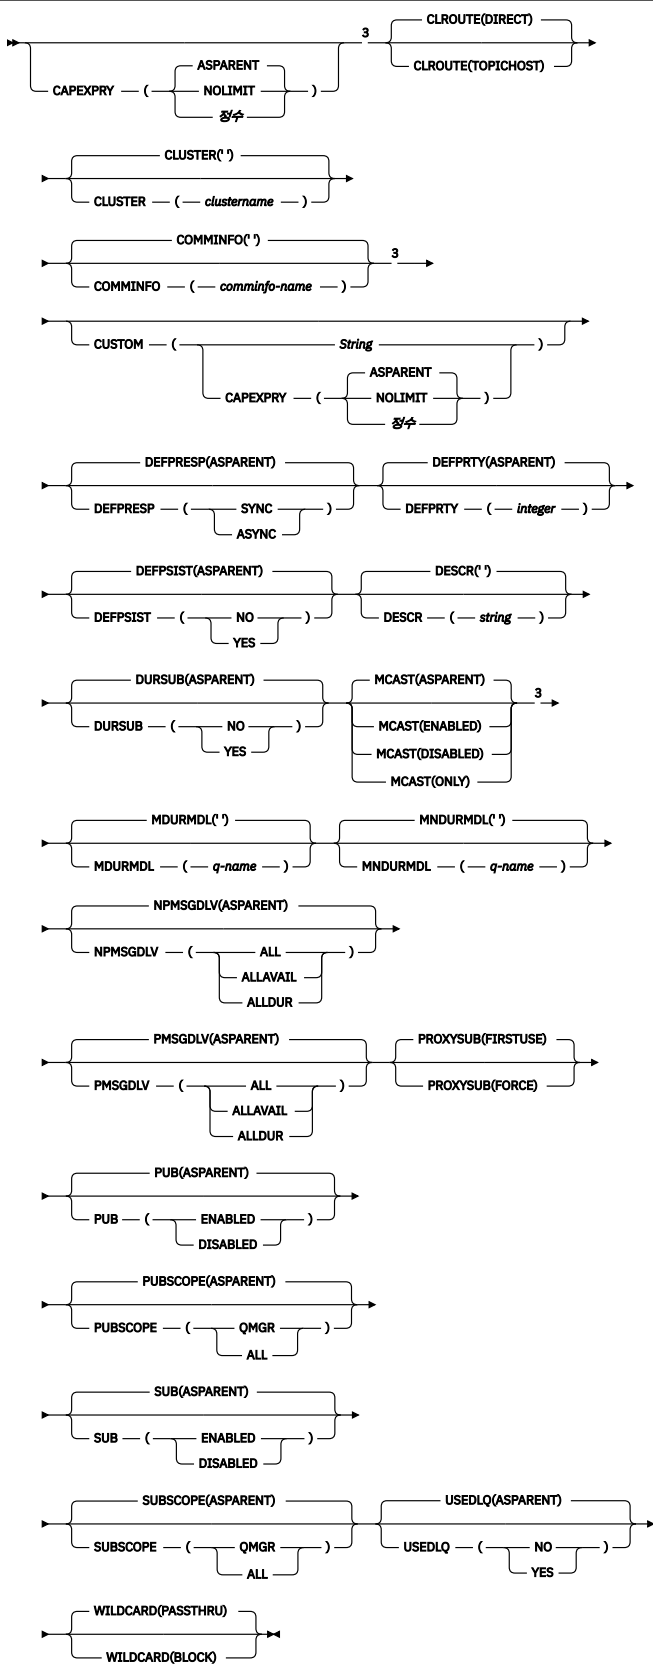 3 CLROUTE(DIRECT)
ASPARENT
CLROUTE(TOPICHOST)
CAPEXPRY ( NOLIMIT )
정수
CLUSTER(' ')
CLUSTER ( clustername )
COMMINFO(' ')
3
COMMINFO ( comminfo-name )
CUSTOM ( String )
ASPARENT
CAPEXPRY ( NOLIMIT )
정수
DEFPRESP(ASPARENT) DEFPRTY(ASPARENT)
DEFPRESP ( SYNC ) DEFPRTY ( integer )
ASYNC
DEFPSIST(ASPARENT) DESCR(' ')
DEFPSIST ( NO ) DESCR ( string )
YES
DURSUB(ASPARENT) MCAST(ASPARENT)
3
DURSUB ( NO ) MCAST(ENABLED)
YES MCAST(DISABLED)
MCAST(ONLY)
MDURMDL(' ') MNDURMDL(' ')
MDURMDL ( q-name ) MNDURMDL ( q-name )
NPMSGDLV(ASPARENT)
NPMSGDLV ( ALL )
ALLAVAIL
ALLDUR
PMSGDLV(ASPARENT) PROXYSUB(FIRSTUSE)
PMSGDLV ( ALL ) PROXYSUB(FORCE)
ALLAVAIL
ALLDUR
PUB(ASPARENT)
PUB ( ENABLED )
DISABLED
PUBSCOPE(ASPARENT)
PUBSCOPE ( QMGR )
ALL
SUB(ASPARENT)
SUB ( ENABLED )
DISABLED
SUBSCOPE(ASPARENT) USEDLQ(ASPARENT)
SUBSCOPE ( QMGR ) USEDLQ ( NO )
ALL YES
WILDCARD(PASSTHRU)
WILDCARD(BLOCK)